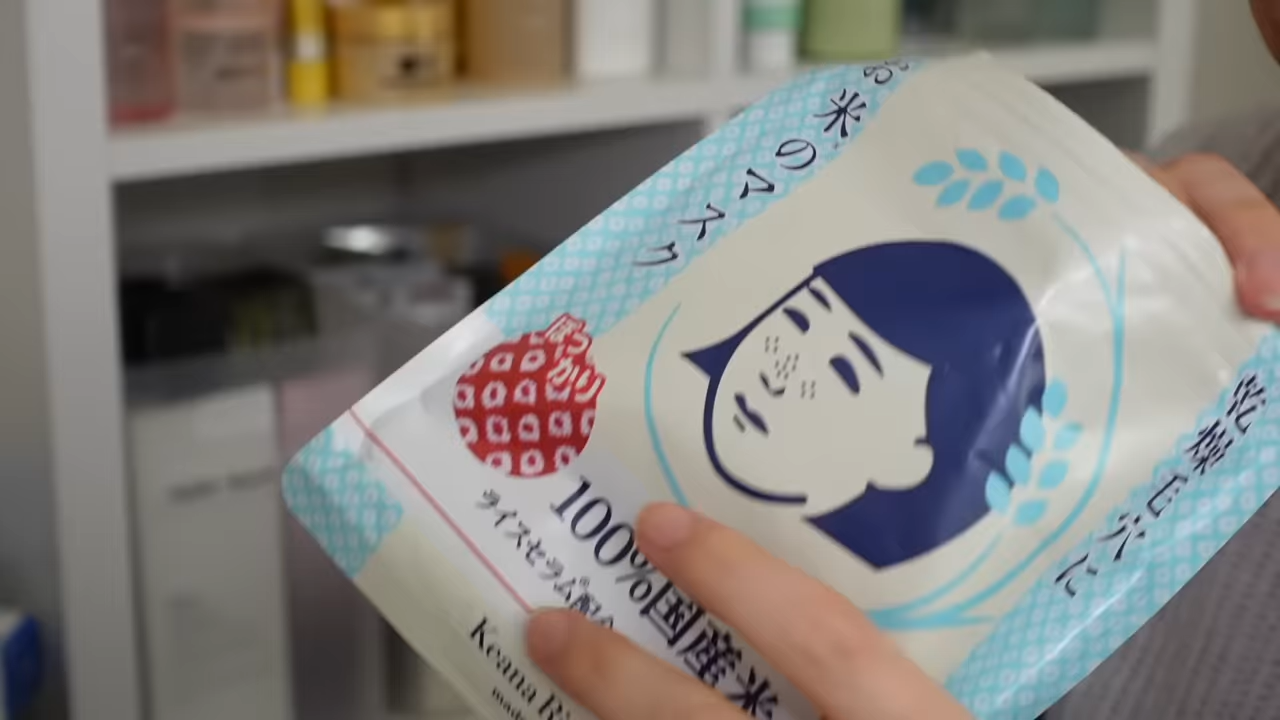 お米のマスク
乾燥毛穴に
ぽっかり
100%国産米
ライスセラム配合
Keana Ri
made